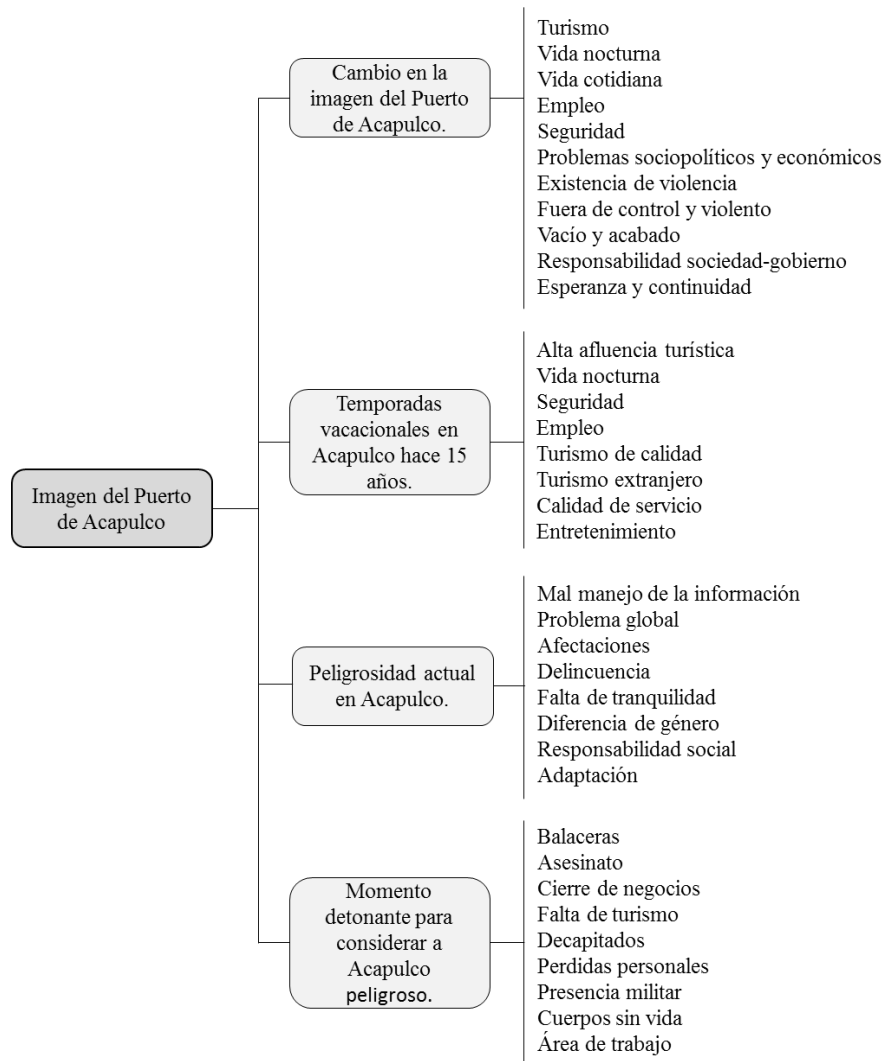 Imagen del Puerto
de Acapulco
Cambio en la
imagen del Puerto
de Acapulco.
Turismo
Vida nocturna
Vida cotidiana
Empleo
Seguridad
Problemas sociopolíticos y económicos
Existencia de violencia
Fuera de control y violento
Vacío y acabado
Responsabilidad sociedad-gobierno
Esperanza y continuidad
Temporadas
vacacionales en
Acapulco hace 15
años.
Alta afluencia turística
Vida nocturna
Seguridad
Empleo
Turismo de calidad
Turismo extranjero
Calidad de servicio
Entretenimiento
Peligrosidad actual
en Acapulco.
Mal manejo de la información
Problema global
Afectaciones
Delincuencia
Falta de tranquilidad
Diferencia de género
Responsabilidad social
Adaptación
Momento
detonante para
considerar a
Acapulco
peligroso.
Balaceras
Asesinato
Cierre de negocios
Falta de turismo
Decapitados
Perdidas personales
Presencia militar
Cuerpos sin vida
Área de trabajo